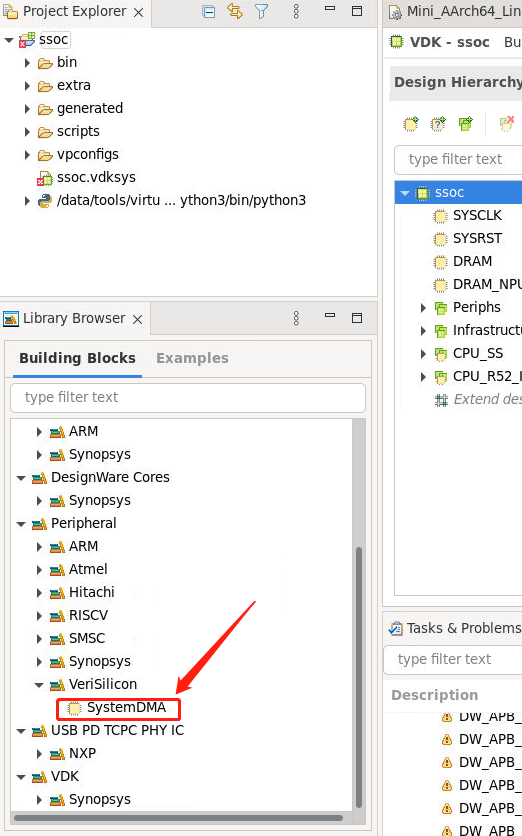 Project Explorer
ssoc
bin
extra
generated
scripts
vpconfigs
ssoc.vdksys
/data/tools/virtu ... ython3/bin/python3
Library Browser
Building Blocks Examples
type filter text
ARM
Synopsys
DesignWare Cores
Synopsys
Peripheral
ARM
Atmel
Hitachi
RISCV
SMSC
Synopsys
VeriSilicon
SystemDMA
USB PD TCPC PHY IC
NXP
VDK
Synopsys
Mini_AArch64_Lin
VDK - ssoc Bu
Design Hierarchy
type filter text
ssoc
SYSCLK
SYSRST
DRAM
DRAM_NPU
Periphs
Infrastructu
CPU_SS
CPU_R52_I
Extend des
Tasks & Problems
type filter text
Description
DW_APB_
DW_APB_
DW_APB_
DW_APB_
DW_APB_
DW_APB_